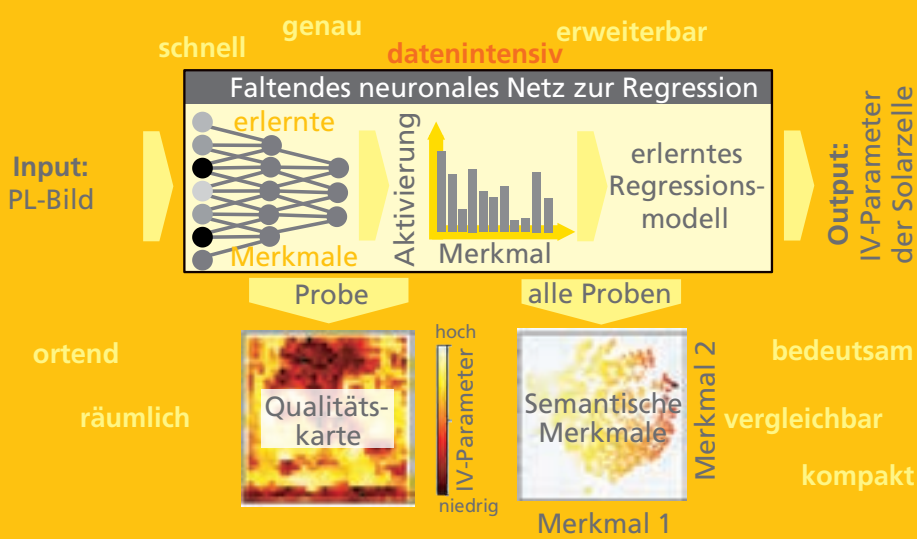 schnell
genau
datenintensiv
erweiterbar
Faltendes neuronales Netz zur Regression
Input:
PL-Bild
erlernte
Merkmale
Aktivierung
Merkmal
erlerntes
Regressions-
modell
Output:
IV-Parameter
der Solarzelle
Probe
alle Proben
ortend
räumlich
Qualitäts-
karte
hoch
IV-Parameter
niedrig
Semantische
Merkmale
Merkmal 2
Merkmal 1
bedeutsam
vergleichbar
kompakt